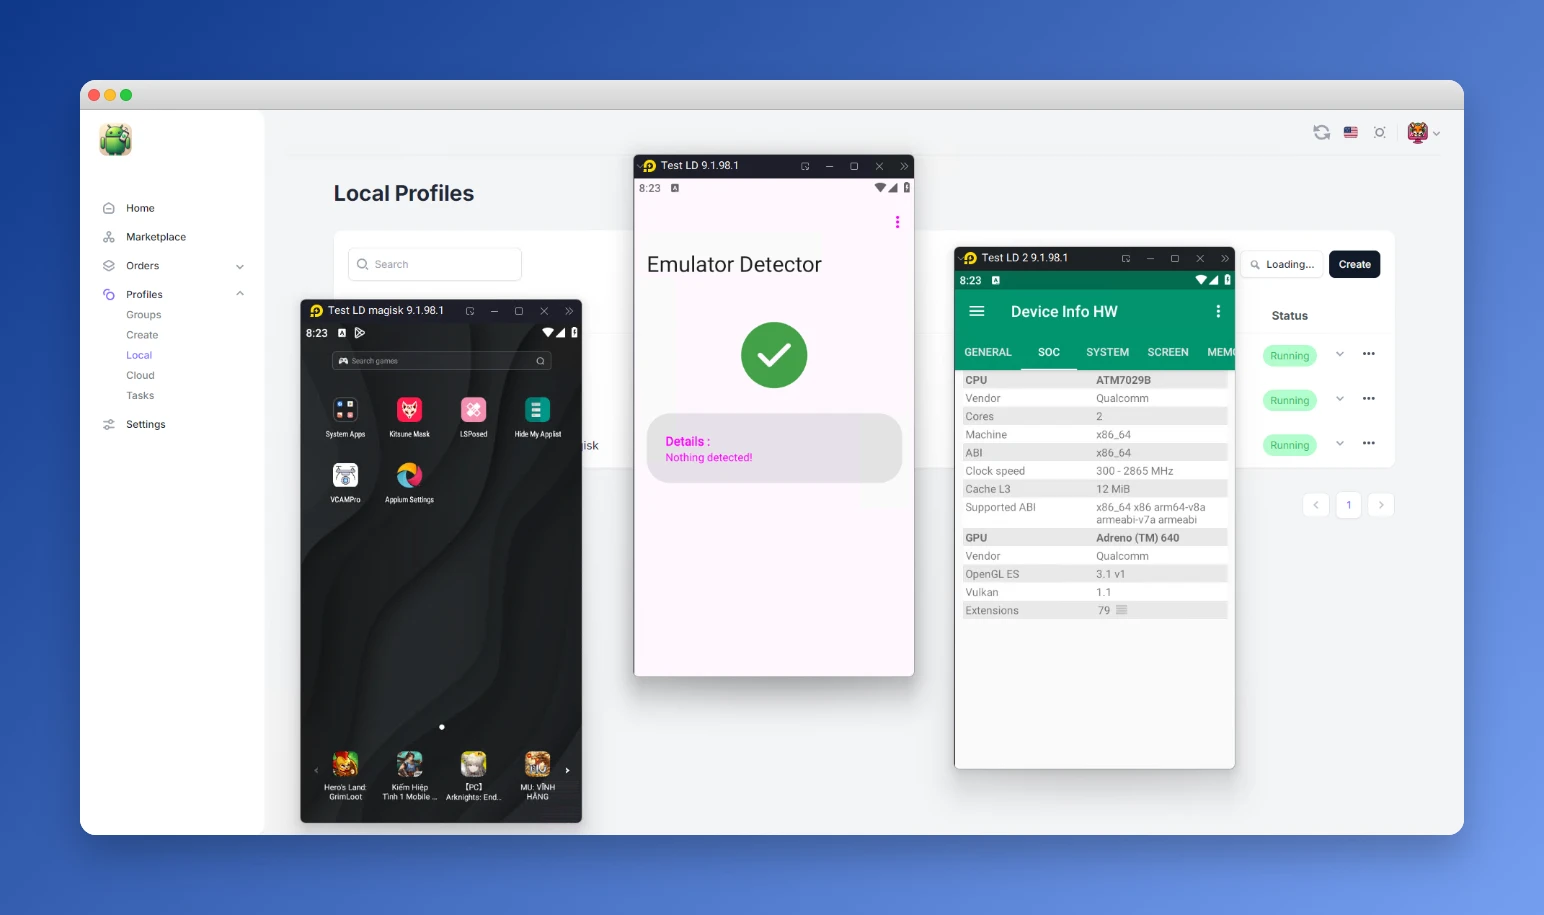 Home
Marketplace
Orders
Profiles
Groups
Create
Local
Cloud
Tasks
Settings
Local Profiles
Search
Loading...
Create
Status
Running
Running
Running
isk
1
Test LD magisk 9.1.98.1
8:23
A
Search games
System Apps
Kitsune Mask
LSPosed
Hide My Applist
VCAMPro
Appium Settings
Hero's Land: GrimLoot
Kiếm Hiệp Tình 1 Mobile ...
【PC】 Arknights: End...
MU: VĨNH HẰNG
Test LD 9.1.98.1
8:23
A
Emulator Detector
Details :
Nothing detected!
Test LD 2 9.1.98.1
8:23
A
Device Info HW
GENERAL SOC SYSTEM SCREEN MEMO
CPU ATM7029B
Vendor Qualcomm
Cores 2
Machine x86_64
ABI x86_64
Clock speed 300 - 2865 MHz
Cache L3 12 MiB
Supported ABI x86_64 x86 arm64-v8a
armeabi-v7a armeabi
GPU Adreno (TM) 640
Vendor Qualcomm
OpenGL ES 3.1 v1
Vulkan 1.1
Extensions 79